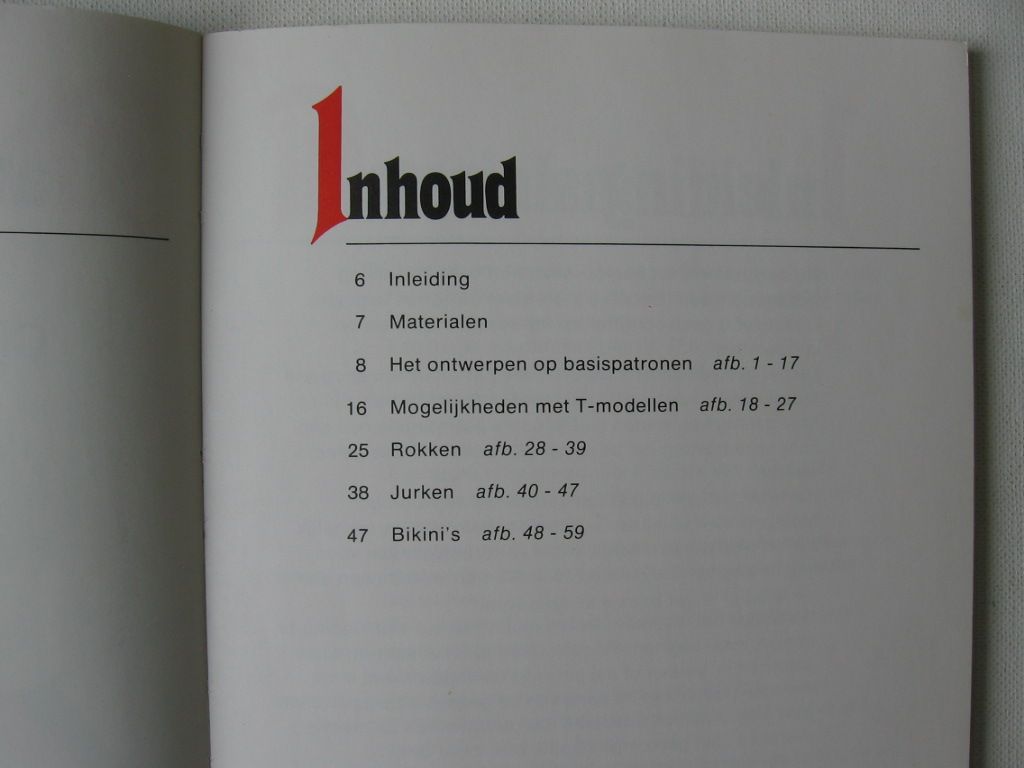 Inhoud
6 Inleiding
7 Materialen
8 Het ontwerpen op basispatronen afb. 1 - 17
16 Mogelijkheden met T-modellen afb. 18 - 27
25 Rokken afb. 28 - 39
38 Jurken afb. 40 - 47
47 Bikini's afb. 48 - 59